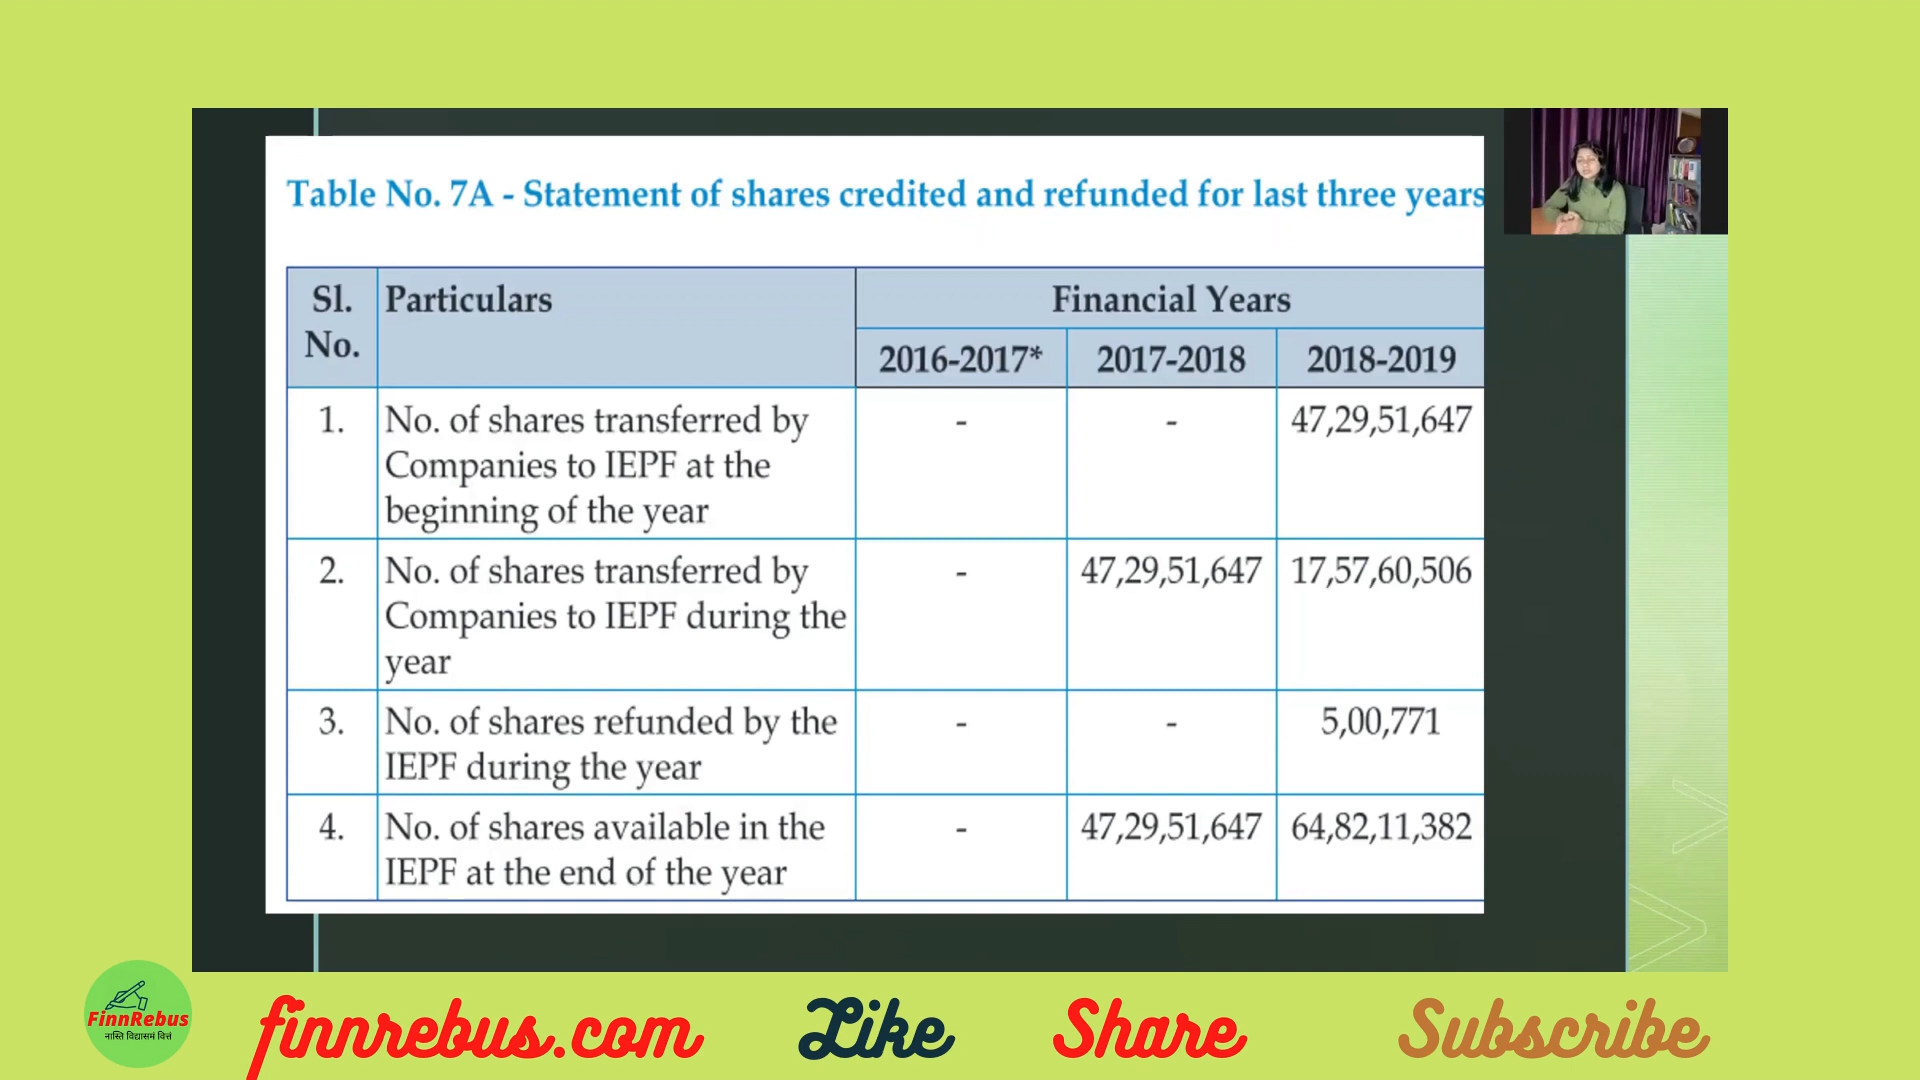 Table No. 7A - Statement of shares credited and refunded for last three years
Sl. No.
Particulars
Financial Years
2016-2017* 2017-2018 2018-2019
1. No. of shares transferred by - - 47,29,51,647
Companies to IEPF at the
beginning of the year
2. No. of shares transferred by - 47,29,51,647 17,57,60,506
Companies to IEPF during the
year
3. No. of shares refunded by the - - 5,00,771
IEPF during the year
4. No. of shares available in the - 47,29,51,647 64,82,11,382
IEPF at the end of the year
FinnRebus
नास्ति विद्यासमं वित्तं
finnrebus.com Like Share Subscribe